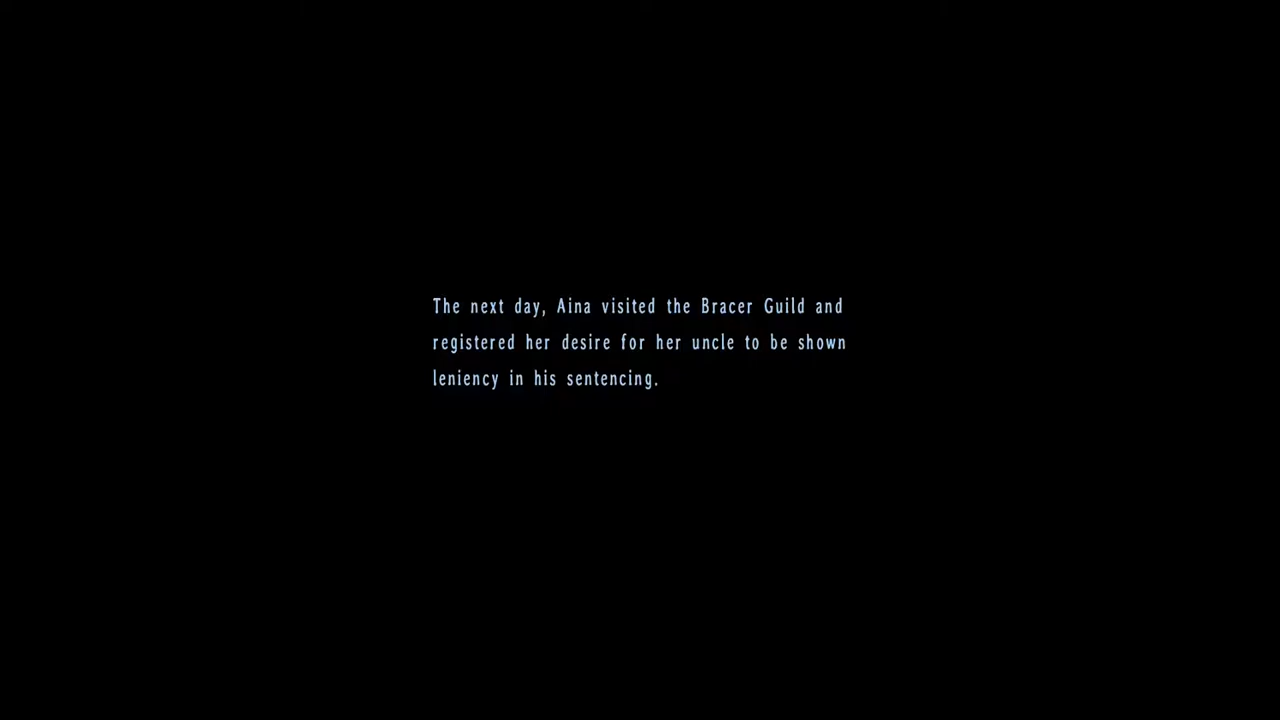 The next day, Aina visited the Bracer Guild and
registered her desire for her uncle to be shown
leniency in his sentencing.